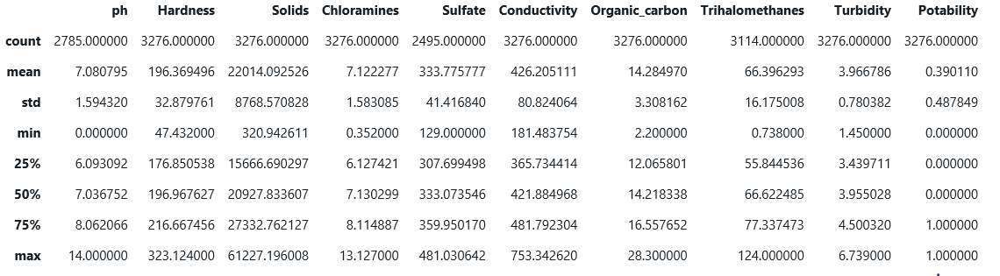 ph Hardness Solids Chloramines Sulfate Conductivity Organic_carbon Trihalomethanes Turbidity Potability
count 2785.000000 3276.000000 3276.000000 3276.000000 2495.000000 3276.000000 3276.000000 3114.000000 3276.000000 3276.000000
mean 7.080795 196.369496 22014.092526 7.122277 333.775777 426.205111 14.284970 66.396293 3.966786 0.390110
std 1.594320 32.879761 8768.570828 1.583085 41.416840 80.824064 3.308162 16.175008 0.780382 0.487849
min 0.000000 47.432000 320.942611 0.352000 129.000000 181.483754 2.200000 0.738000 1.450000 0.000000
25% 6.093092 176.850538 15666.690297 6.127421 307.699498 365.734414 12.065801 55.844536 3.439711 0.000000
50% 7.036752 196.967627 20927.833607 7.130299 333.073546 421.884968 14.218338 66.622485 3.955028 0.000000
75% 8.062066 216.667456 27332.762127 8.114887 359.950170 481.792304 16.557652 77.337473 4.500320 1.000000
max 14.000000 323.124000 61227.196008 13.127000 481.030642 753.342620 28.300000 124.000000 6.739000 1.000000